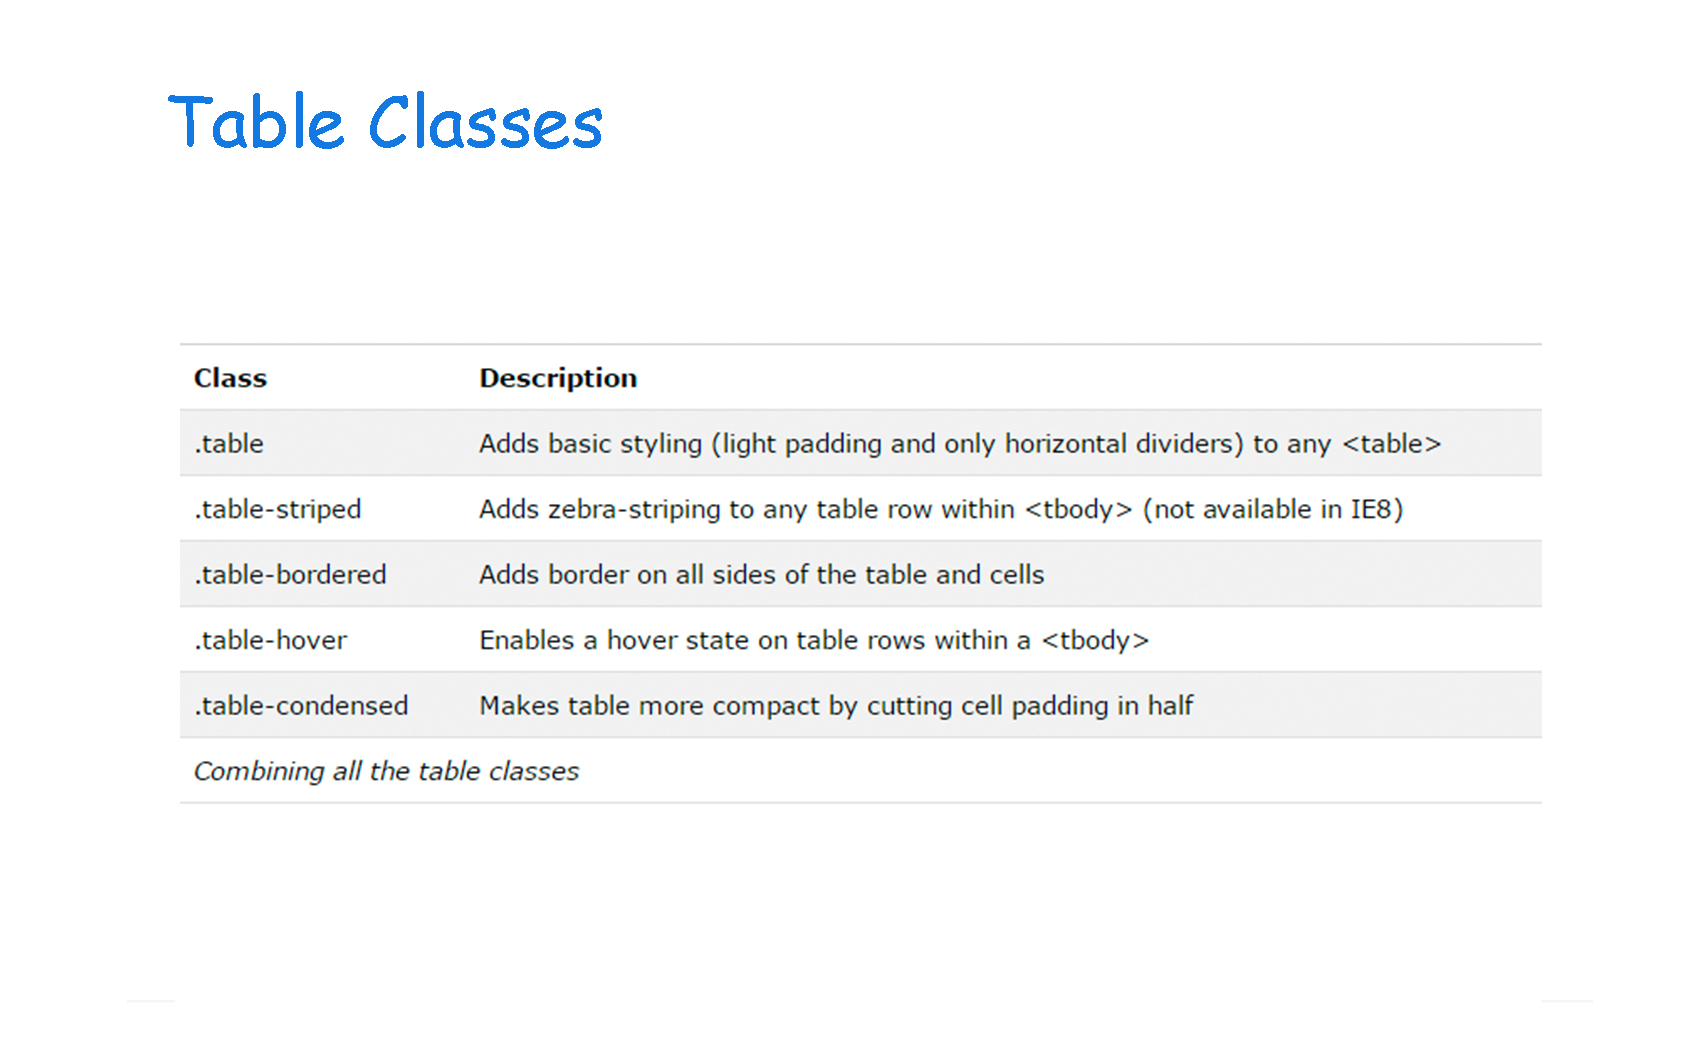 Table Classes
Class Description
.table Adds basic styling (light padding and only horizontal dividers) to any <table>
.table-striped Adds zebra-striping to any table row within <tbody> (not available in IE8)
.table-bordered Adds border on all sides of the table and cells
.table-hover Enables a hover state on table rows within a <tbody>
.table-condensed Makes table more compact by cutting cell padding in half
Combining all the table classes